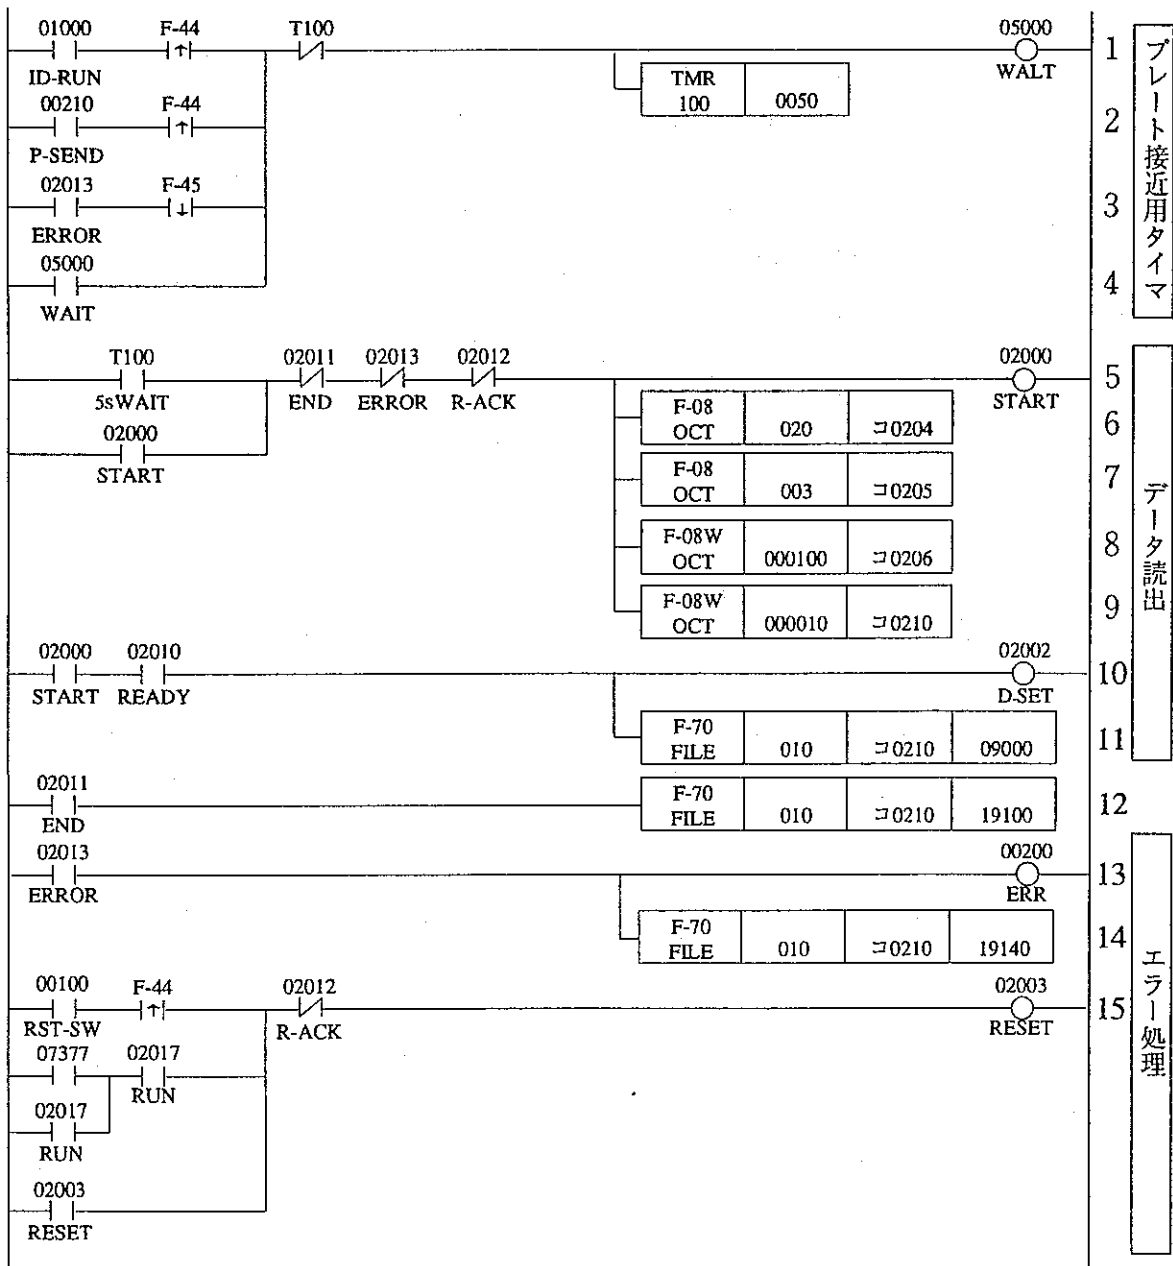 01000 F-44 T100 05000 1
ID-RUN WALT
TMR 100 0050
00210 F-44 2
P-SEND
02013 F-45 3
ERROR
05000 4
WAIT
プレート接近用タイマ
T100 02011 02013 02012 02000 5
5sWAIT END ERROR R-ACK START
F-08 OCT 020 コ0204 6
02000
START
F-08 OCT 003 コ0205 7
F-08W OCT 000100 コ0206 8
F-08W OCT 000010 コ0210 9
02000 02010 02002 10
START READY D-SET
F-70 FILE 010 コ0210 09000 11
データ読出
02011
END
F-70 FILE 010 コ0210 19100 12
02013 00200 13
ERROR ERR
F-70 FILE 010 コ0210 19140 14
00100 F-44 02012 02003 15
RST-SW R-ACK RESET
07377 02017
RUN
02017
RUN
02003
RESET
エラー処理